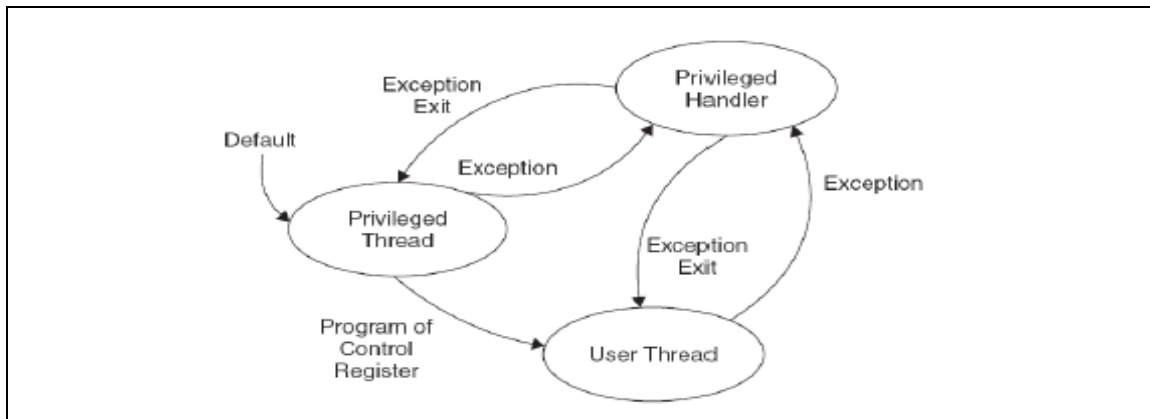 Privileged
Handler
Exception
Exit
Default
Exception
Exception
Privileged
Thread
Exception
Exit
Program of
Control
Register
User Thread